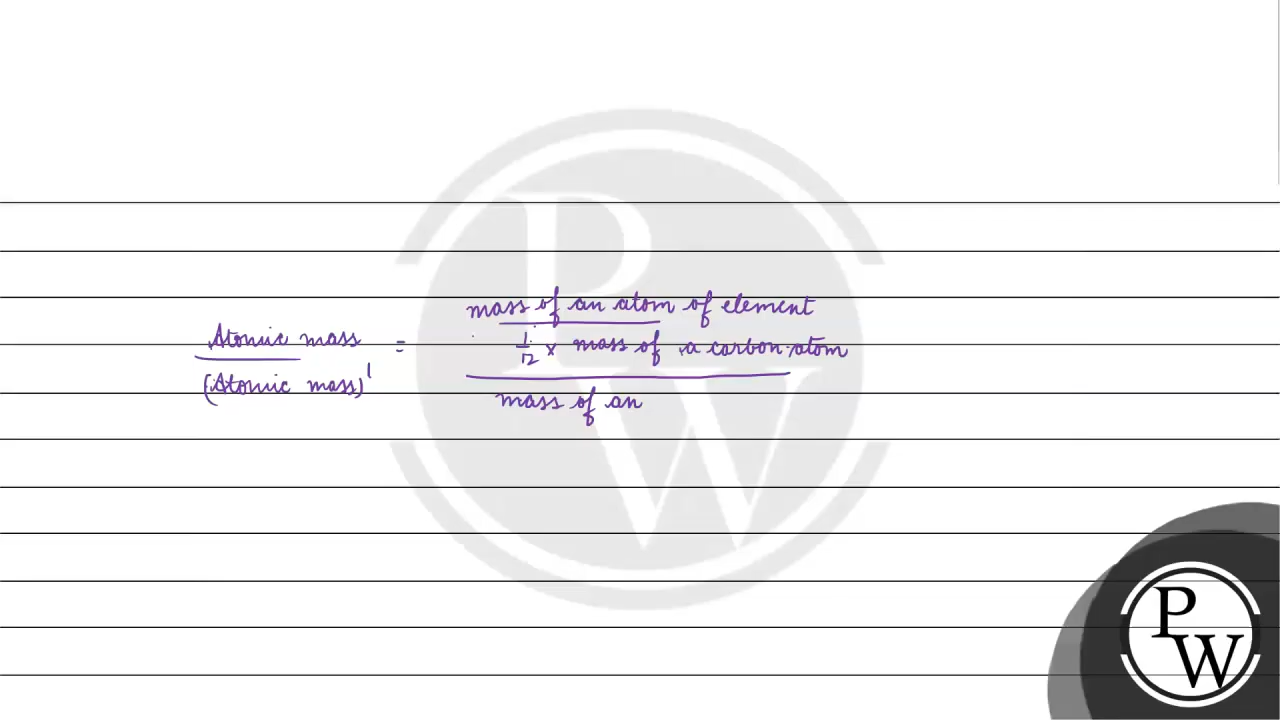 mass of an atom of element
Atomic mass = 1/12 × mass of a carbon atom
(Atomic mass)' mass of an
P
W
P
W